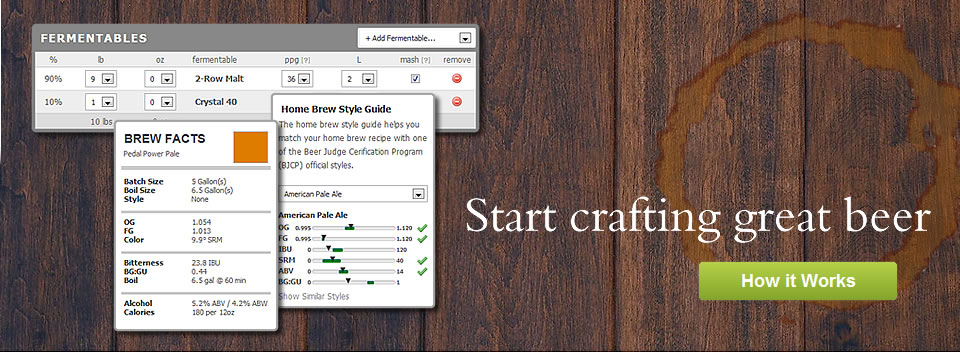 FERMENTABLES + Add Fermentable...
% lb oz fermentable ppg [?] L mash [?] remove
90% 9 0 2-Row Malt 36 2
10% 1 0 Crystal 40
10 lbs
Home Brew Style Guide
The home brew style guide helps you
match your home brew recipe with one
of the Beer Judge Cerification Program
(BJCP) official styles.
American Pale Ale
American Pale Ale
OG 0.995 1.120
FG 0.995 1.120
IBU 0 120
SRM 0 40
ABV 0 14
BG:GU 0 1
Show Similar Styles
BREW FACTS
Pedal Power Pale
Batch Size 5 Gallon(s)
Boil Size 6.5 Gallon(s)
Style None
OG 1.054
FG 1.013
Color 9.9° SRM
Bitterness 23.8 IBU
BG:GU 0.44
Boil 6.5 gal @ 60 min
Alcohol 5.2% ABV / 4.2% ABW
Calories 180 per 12oz
Start crafting great beer
How it Works